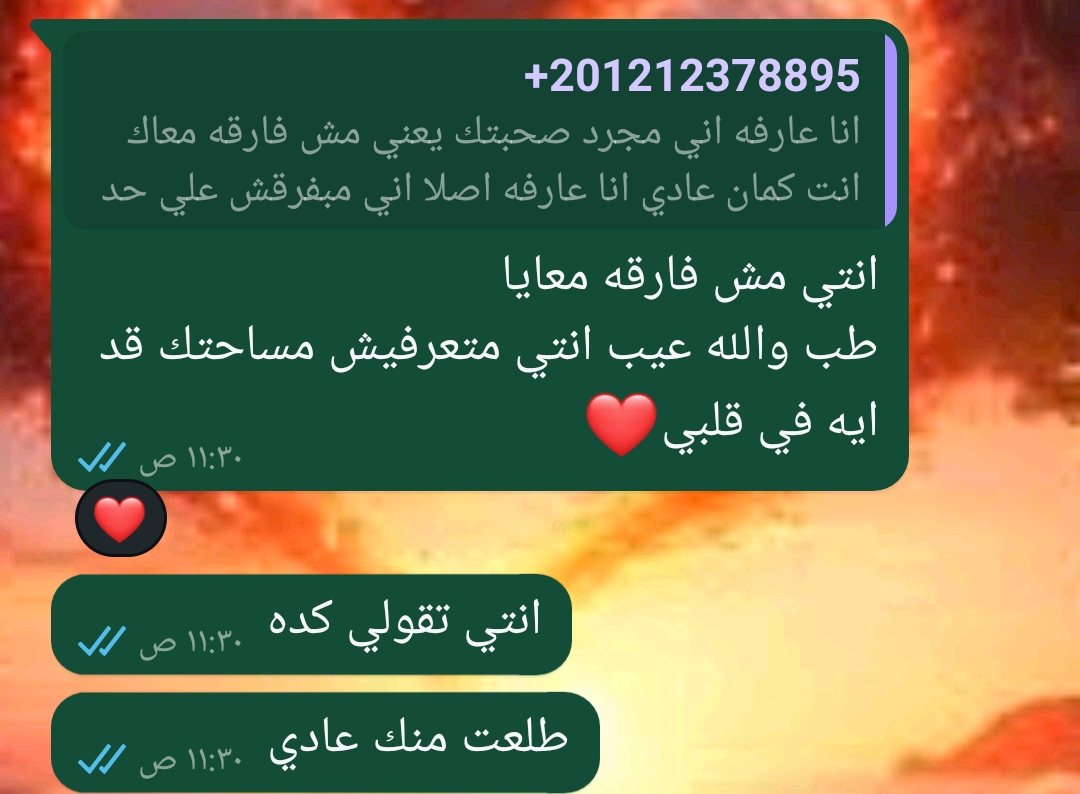 +201212378895
انا عارفه اني مجرد صحبتك يعني مش فارقه معاك
انت كمان عادي انا عارفه اصلا اني مبفرقش علي حد
انتي مش فارقه معايا
طب والله عيب انتي متعرفيش مساحتك قد
ايه في قلبي❤️
١١:٣٠ ص
❤️
انتي تقولي كده
١١:٣٠ ص
طلعت منك عادي
١١:٣٠ ص